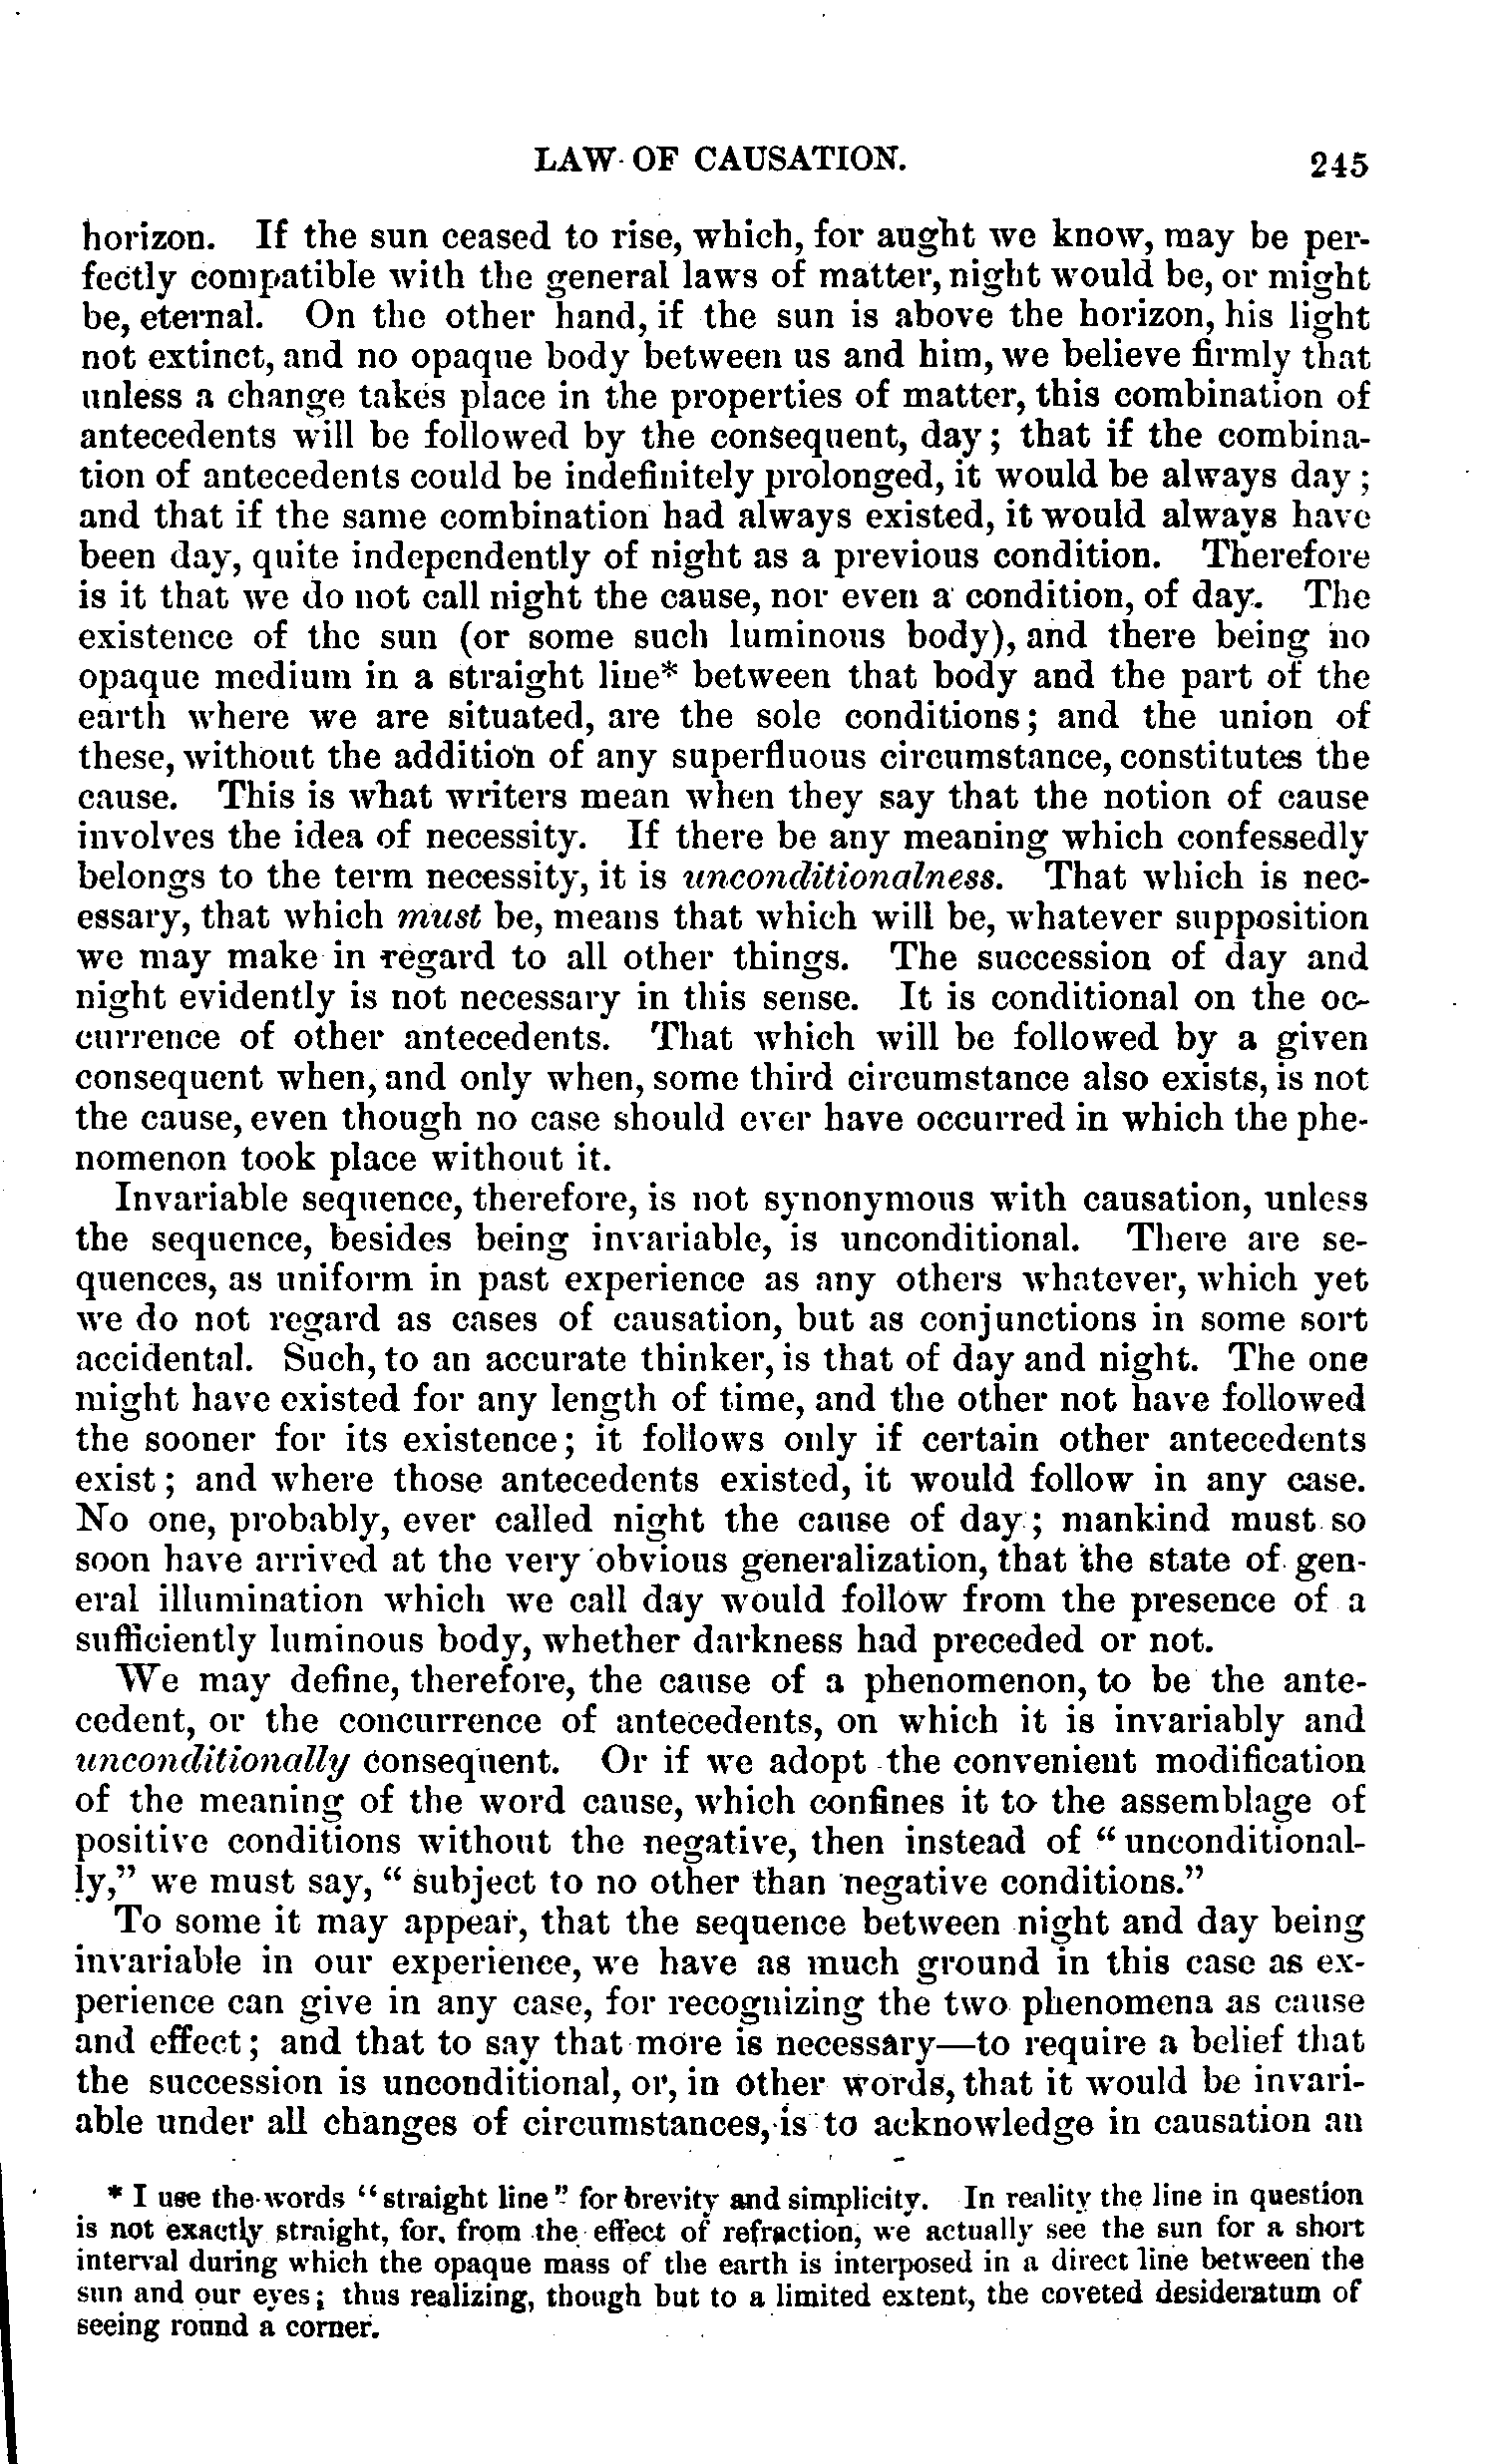 LAW OF CAUSATION. 245
horizon. If the sun ceased to rise, which, for aught we know, may be per-
fectly compatible with the general laws of matter, night would be, or might
be, eternal. On the other hand, if the sun is above the horizon, his light
not extinct, and no opaque body between us and him, we believe firmly that
unless a change takes place in the properties of matter, this combination of
antecedents will be followed by the consequent, day; that if the combina-
tion of antecedents could be indefinitely prolonged, it would be always day;
and that if the same combination had always existed, it would always have
been day, quite independently of night as a previous condition. Therefore
is it that we do not call night the cause, nor even a condition, of day. The
existence of the sun (or some such luminous body), and there being no
opaque medium in a straight line* between that body and the part of the
earth where we are situated, are the sole conditions; and the union of
these, without the addition of any superfluous circumstance, constitutes the
cause. This is what writers mean when they say that the notion of cause
involves the idea of necessity. If there be any meaning which confessedly
belongs to the term necessity, it is unconditionalness. That which is nec-
essary, that which must be, means that which will be, whatever supposition
we may make in regard to all other things. The succession of day and
night evidently is not necessary in this sense. It is conditional on the oc-
currence of other antecedents. That which will be followed by a given
consequent when, and only when, some third circumstance also exists, is not
the cause, even though no case should ever have occurred in which the phe-
nomenon took place without it.
Invariable sequence, therefore, is not synonymous with causation, unless
the sequence, besides being invariable, is unconditional. There are se-
quences, as uniform in past experience as any others whatever, which yet
we do not regard as cases of causation, but as conjunctions in some sort
accidental. Such, to an accurate thinker, is that of day and night. The one
might have existed for any length of time, and the other not have followed
the sooner for its existence; it follows only if certain other antecedents
exist; and where those antecedents existed, it would follow in any case.
No one, probably, ever called night the cause of day; mankind must so
soon have arrived at the very obvious generalization, that the state of gen-
eral illumination which we call day would follow from the presence of a
sufficiently luminous body, whether darkness had preceded or not.
We may define, therefore, the cause of a phenomenon, to be the ante-
cedent, or the concurrence of antecedents, on which it is invariably and
unconditionally consequent. Or if we adopt the convenient modification
of the meaning of the word cause, which confines it to the assemblage of
positive conditions without the negative, then instead of "unconditional-
ly," we must say, "subject to no other than negative conditions."
To some it may appear, that the sequence between night and day being
invariable in our experience, we have as much ground in this case as ex-
perience can give in any case, for recognizing the two phenomena as cause
and effect; and that to say that more is necessary—to require a belief that
the succession is unconditional, or, in other words, that it would be invari-
able under all changes of circumstances, is to acknowledge in causation an
* I use the words "straight line" for brevity and simplicity. In reality the line in question
is not exactly straight, for, from the effect of refraction, we actually see the sun for a short
interval during which the opaque mass of the earth is interposed in a direct line between the
sun and our eyes; thus realizing, though but to a limited extent, the coveted desideratum of
seeing round a corner.